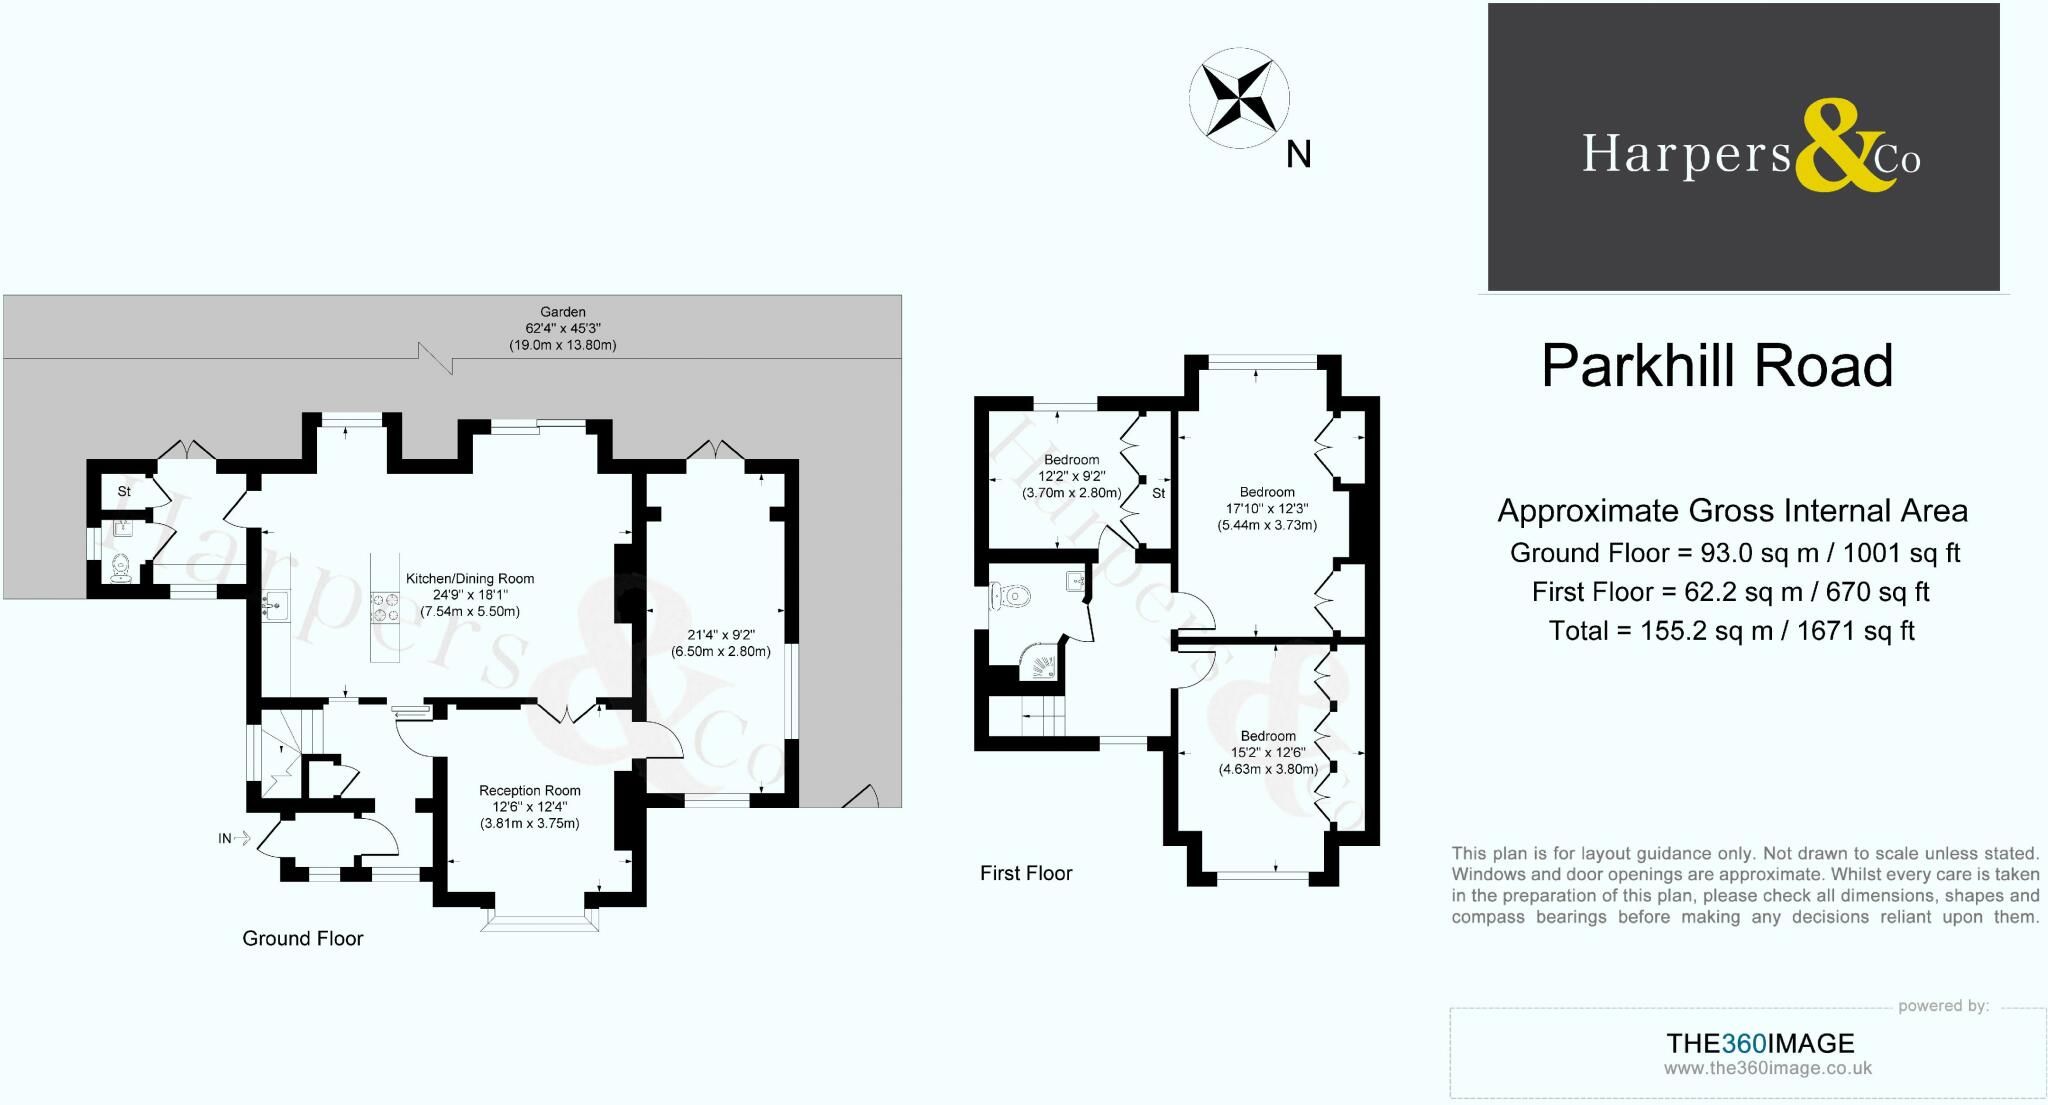 Harpers&Co
N
Parkhill Road
Approximate Gross Internal Area
Ground Floor = 93.0 sq m / 1001 sq ft
First Floor = 62.2 sq m / 670 sq ft
Total = 155.2 sq m / 1671 sq ft
Garden
62'4" x 45'3"
(19.0m x 13.80m)
St
Kitchen/Dining Room
24'9" x 18'1"
(7.54m x 5.50m)
21'4" x 9'2"
(6.50m x 2.80m)
Reception Room
12'6" x 12'4"
(3.81m x 3.75m)
IN
Ground Floor
Harpers&Co
Bedroom
12'2" x 9'2"
(3.70m x 2.80m)
St
Bedroom
17'10" x 12'3"
(5.44m x 3.73m)
Bedroom
15'2" x 12'6"
(4.63m x 3.80m)
First Floor
Harpers&Co
This plan is for layout guidance only. Not drawn to scale unless stated.
Windows and door openings are approximate. Whilst every care is taken
in the preparation of this plan, please check all dimensions, shapes and
compass bearings before making any decisions reliant upon them.
powered by:
THE360IMAGE
www.the360image.co.uk